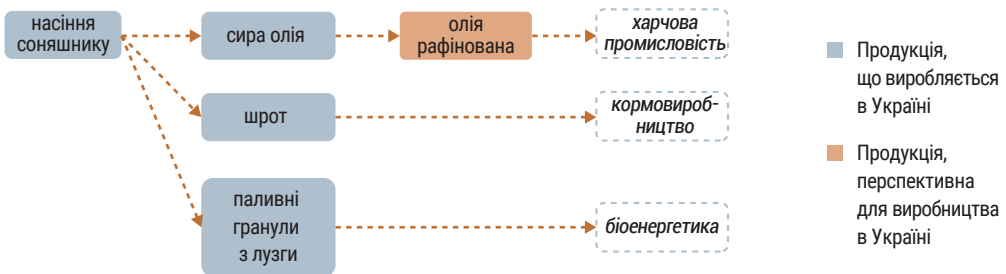 насіння
соняшнику
сира олія
олія
рафінована
харчова
промисловість
шрот
кормовироб-
ництво
паливні
гранули
з лузги
біоенергетика
Продукція,
що виробляється
в Україні
Продукція,
перспективна
для виробництва
в Україні